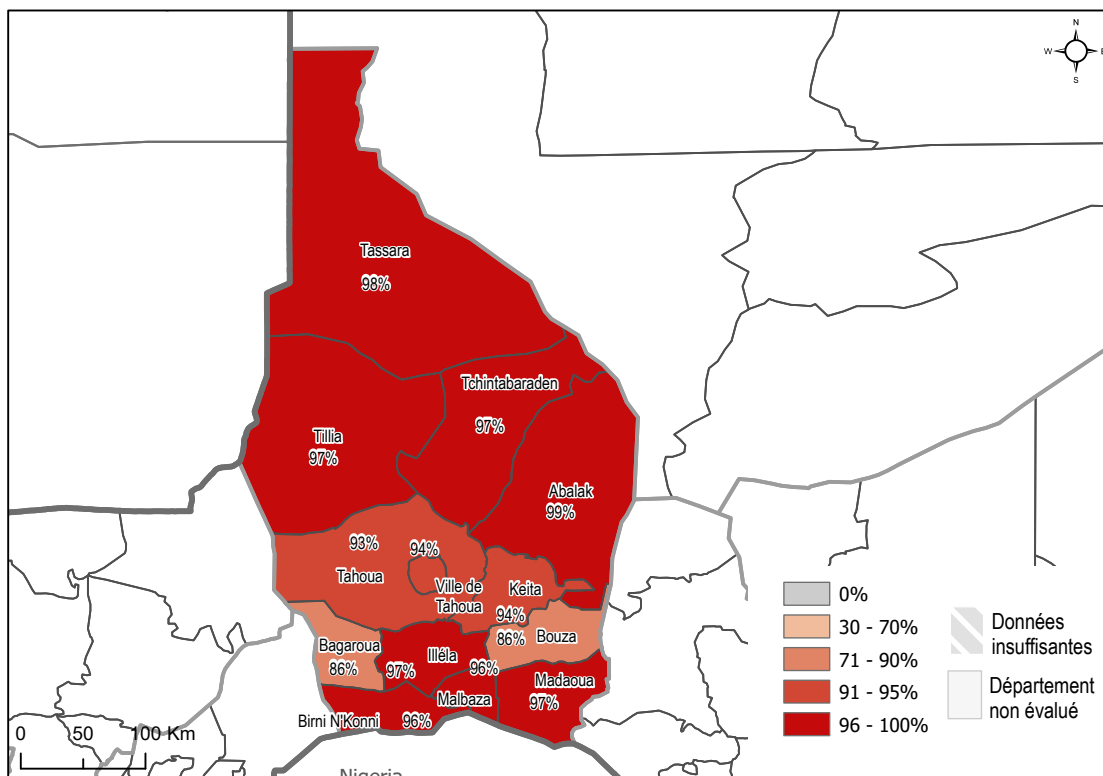 N
W
E
S
Tassara
98%
Tchintabaraden
97%
Tillia
97%
Abalak
99%
93%
94%
Tahoua
Ville de
Tahoua
Keita
94%
Bagaroua
86%
86%
Bouza
Illéla
97%
96%
Madaoua
97%
Malbaza
Birni N'Konni
96%
0 50 100 Km
Nigeria
0%
30 - 70%
71 - 90%
91 - 95%
96 - 100%
Données
insuffisantes
Département
non évalué